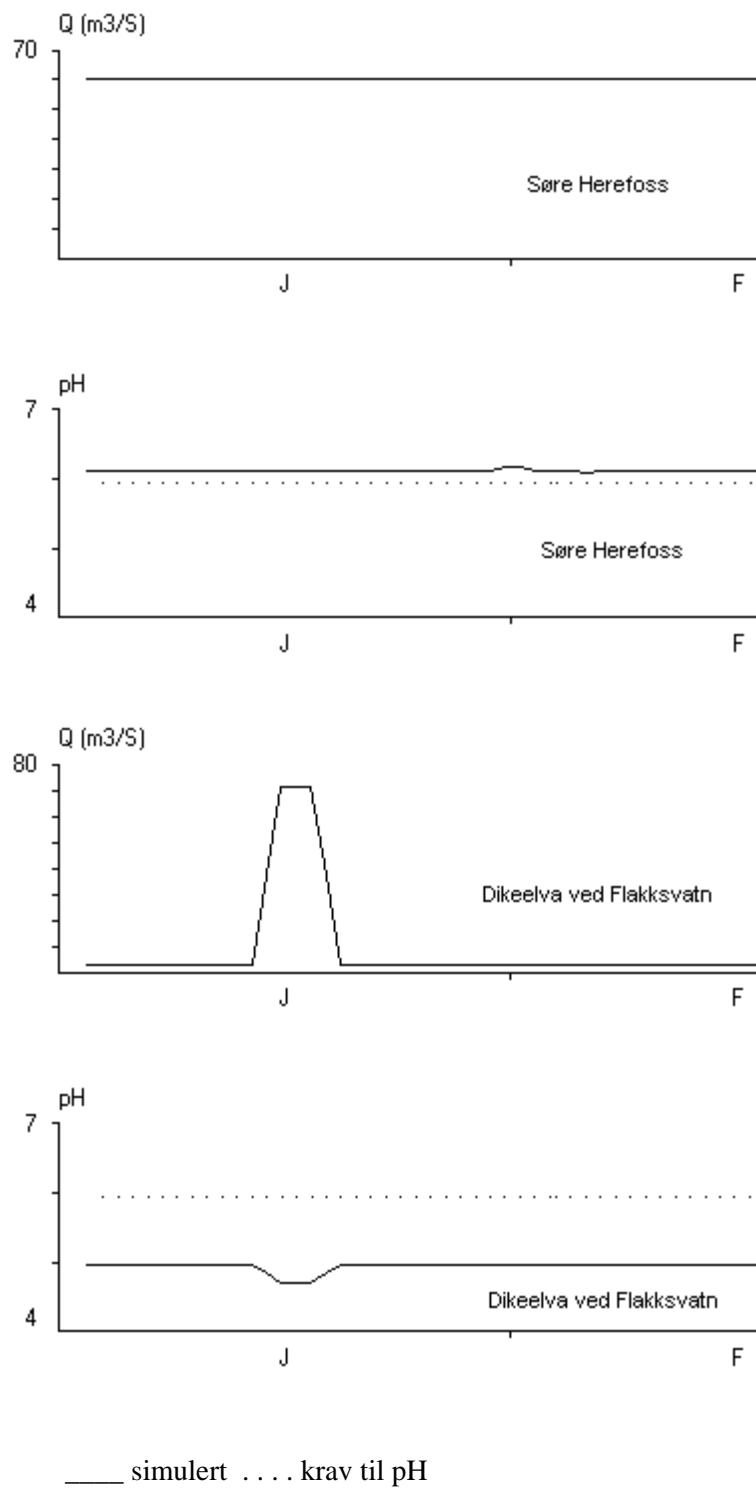 Q (m3/S)
70
Søre Herefoss
J F
pH
7
Søre Herefoss
4
J F
Q (m3/S)
80
Dikeelva ved Flakksvatn
J F
pH
7
Dikeelva ved Flakksvatn
4
J F
____ simulert . . . . krav til pH